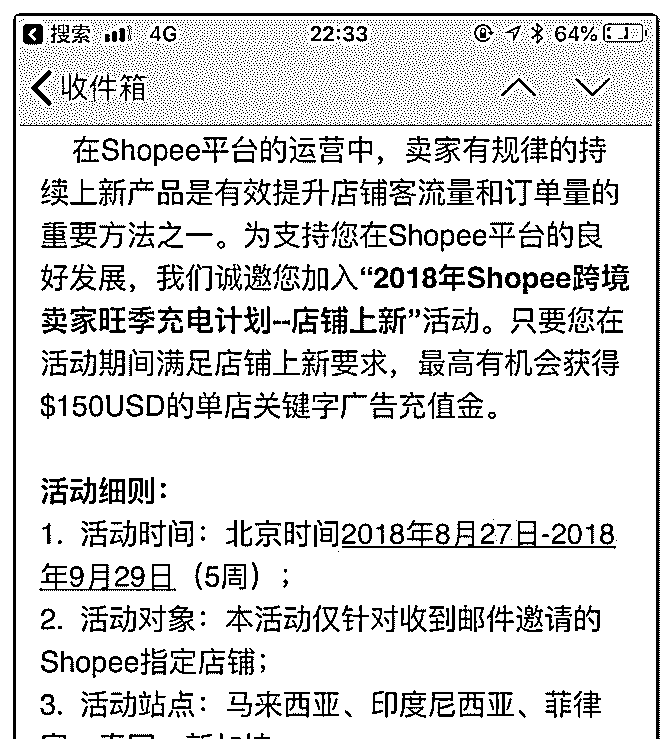 搜索 4G 22:33 64%
收件箱
在Shopee平台的运营中，卖家有规律的持
续上新产品是有效提升店铺客流量和订单量的
重要方法之一。为支持您在Shopee平台的良
好发展，我们诚邀您加入“2018年Shopee跨境
卖家旺季充电计划--店铺上新”活动。只要您在
活动期间满足店铺上新要求，最高有机会获得
$150USD的单店关键字广告充值金。
活动细则：
1. 活动时间：北京时间2018年8月27日-2018
年9月29日（5周）；
2. 活动对象：本活动仅针对收到邮件邀请的
Shopee指定店铺；
3. 活动站点：马来西亚、印度尼西亚、菲律